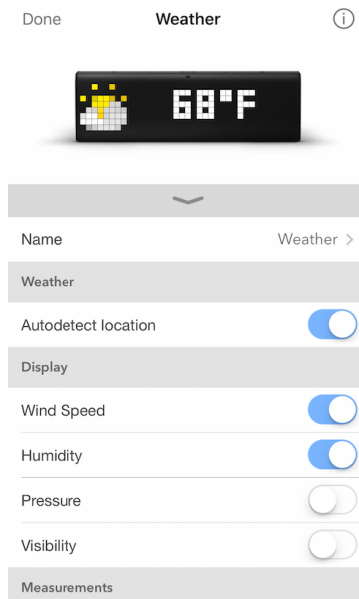 Done Weather i
68°F
Name Weather >
Weather
Autodetect location
Display
Wind Speed
Humidity
Pressure
Visibility
Measurements